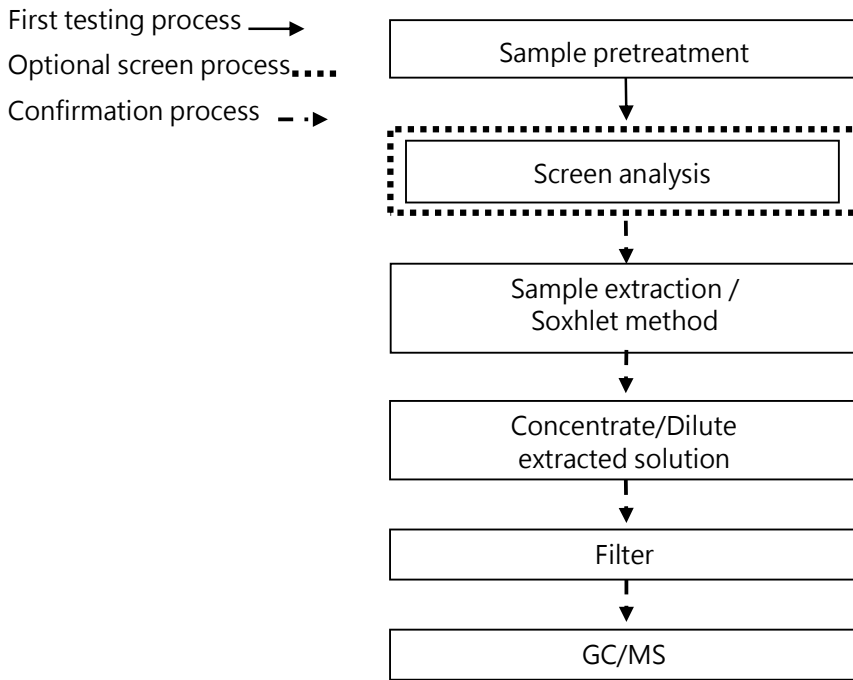 First testing process
Optional screen process
Confirmation process
Sample pretreatment
Screen analysis
Sample extraction /
Soxhlet method
Concentrate/Dilute
extracted solution
Filter
GC/MS